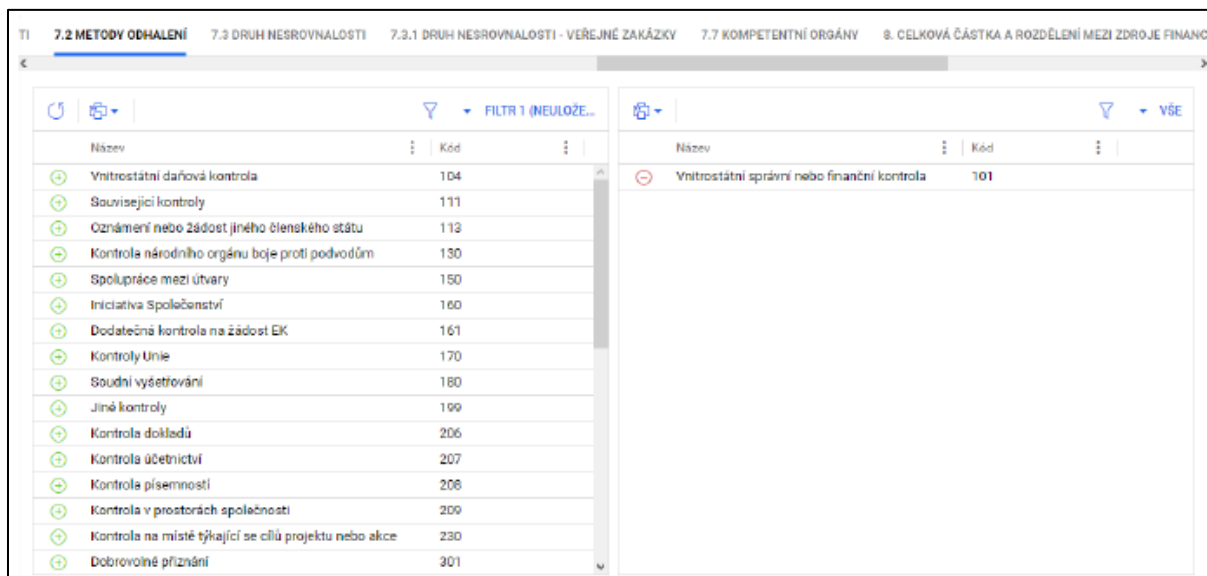 TI 7.2 METODY ODHALENÍ 7.3 DRUH NESROVNALOSTI 7.3.1 DRUH NESROVNALOSTI - VEŘEJNÉ ZAKÁZKY 7.7 KOMPETENTNÍ ORGÁNY 8. CELKOVÁ ČÁSTKA A ROZDĚLENÍ MEZI ZDROJE FINANC
FILTR 1 (NEULOŽE...
Název Kód
Vnitrostátní daňová kontrola 104
Související kontroly 111
Oznámení nebo žádost jiného členského státu 113
Kontrola národního orgánu boje proti podvodům 130
Spolupráce mezi útvary 150
Iniciativa Společenství 160
Dodatečná kontrola na žádost EK 161
Kontroly Unie 170
Soudní vyšetřování 180
Jiné kontroly 199
Kontrola dokladů 206
Kontrola účetnictví 207
Kontrola písemností 208
Kontrola v prostorách společnosti 209
Kontrola na místě týkající se cílů projektu nebo akce 230
Dobrovolné přiznání 301
VŠE
Název Kód
Vnitrostátní správní nebo finanční kontrola 101